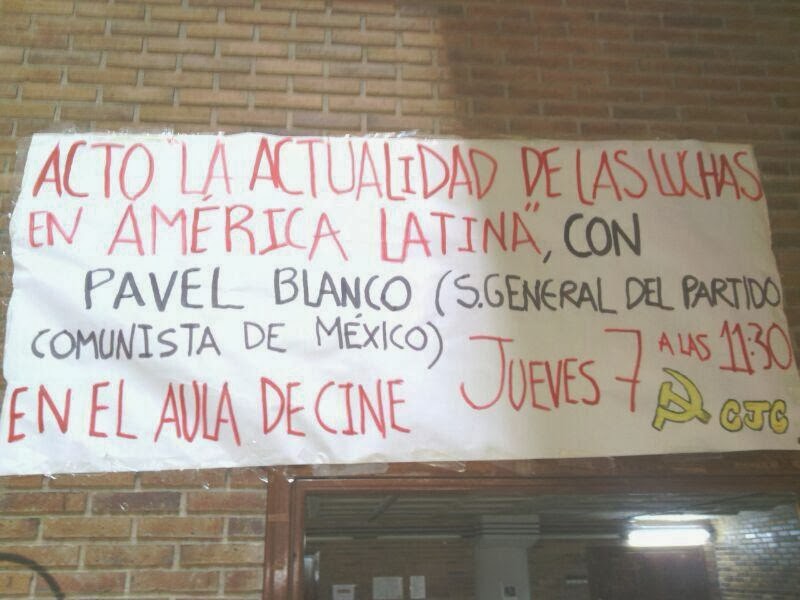 ACTO "LA ACTUALIDAD DE LAS LUCHAS
EN AMÉRICA LATINA", CON
PAVEL BLANCO (S.GENERAL DEL PARTIDO
COMUNISTA DE MÉXICO)
JUEVES 7 A LAS 11:30
EN EL AULA DE CINE
CJC